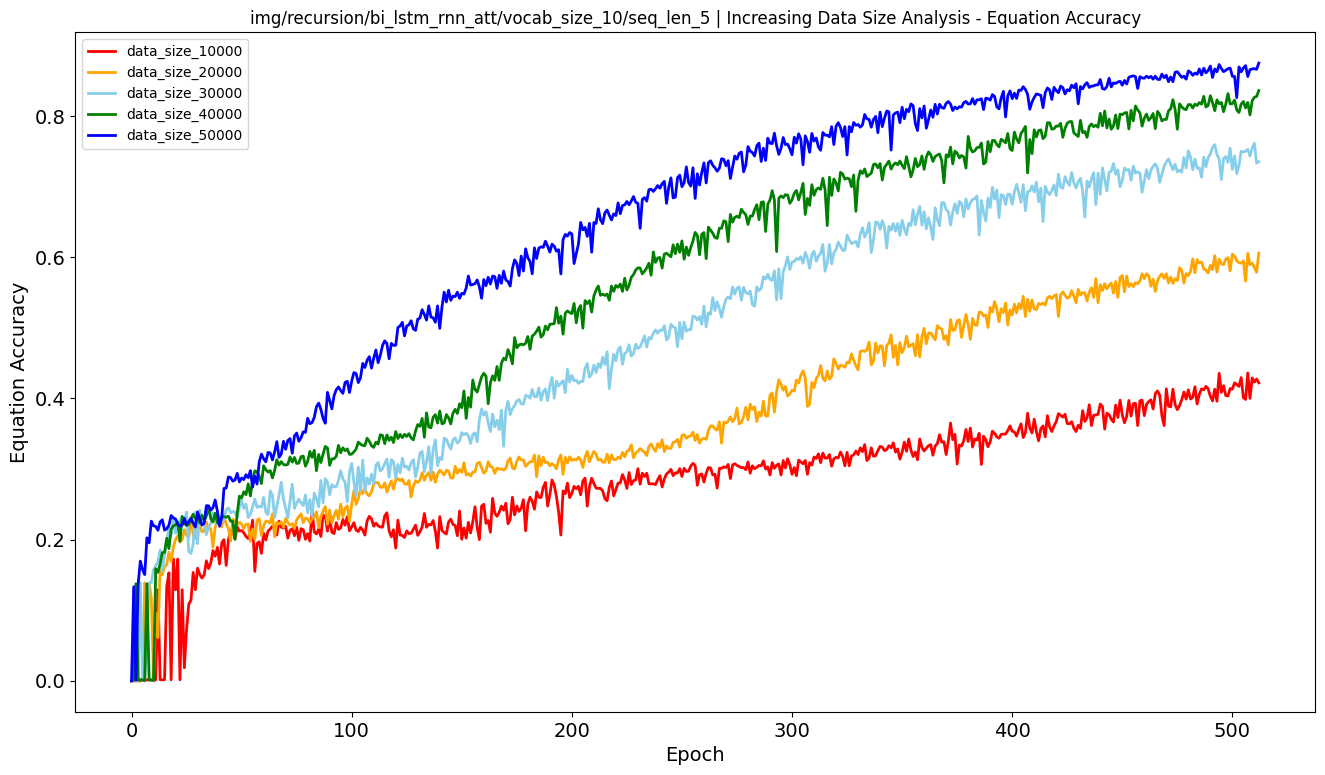 img/recursion/bi_lstm_rnn_att/vocab_size_10/seq_len_5 | Increasing Data Size Analysis - Equation Accuracy
data_size_10000
data_size_20000
data_size_30000
data_size_40000
data_size_50000
Equation Accuracy
0.8
0.6
0.4
0.2
0.0
0 100 200 300 400 500
Epoch